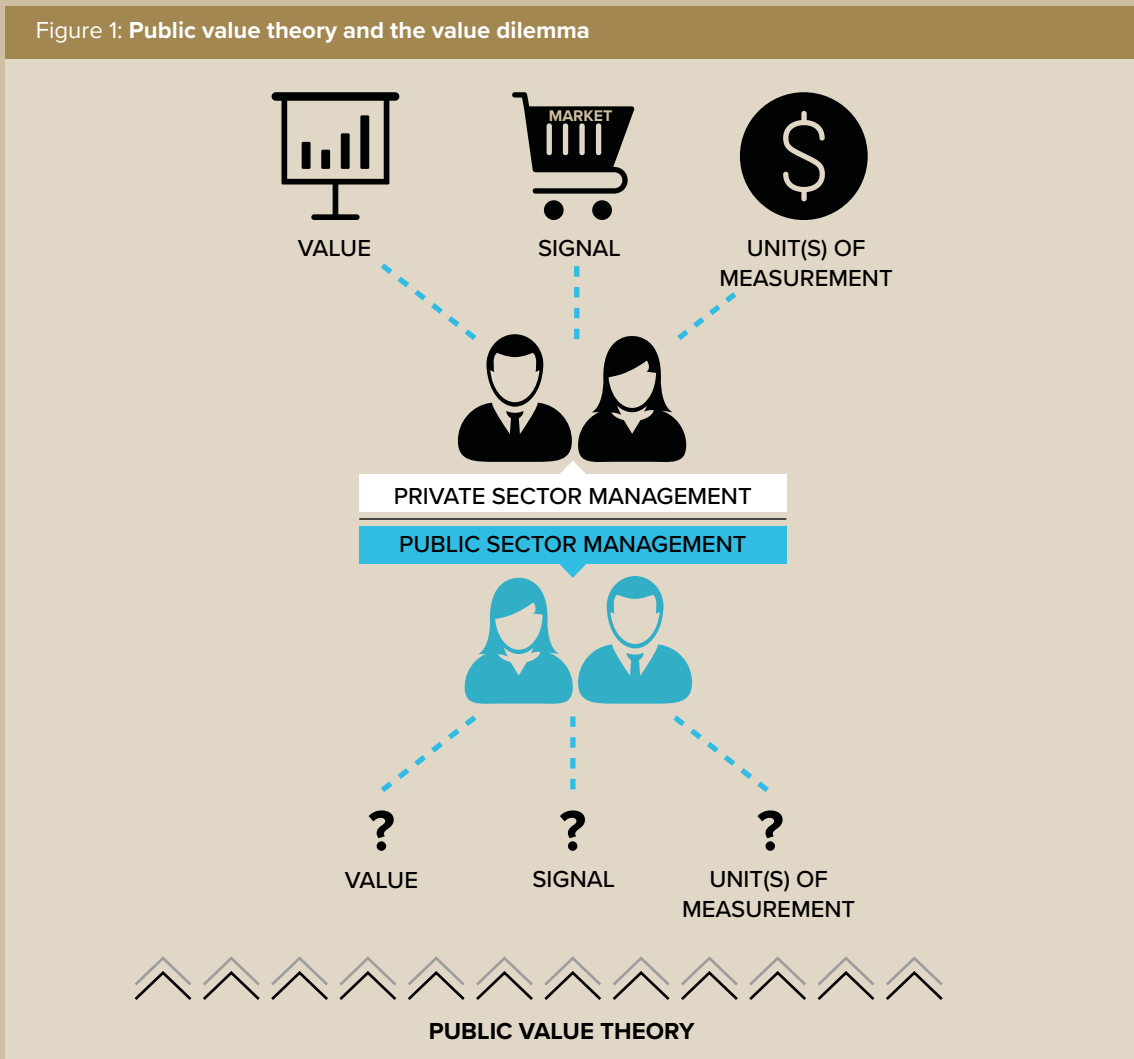 Figure 1: Public value theory and the value dilemma
MARKET
$
VALUE
SIGNAL
UNIT(S) OF
MEASUREMENT
PRIVATE SECTOR MANAGEMENT
PUBLIC SECTOR MANAGEMENT
? ? ?
VALUE
SIGNAL
UNIT(S) OF
MEASUREMENT
PUBLIC VALUE THEORY